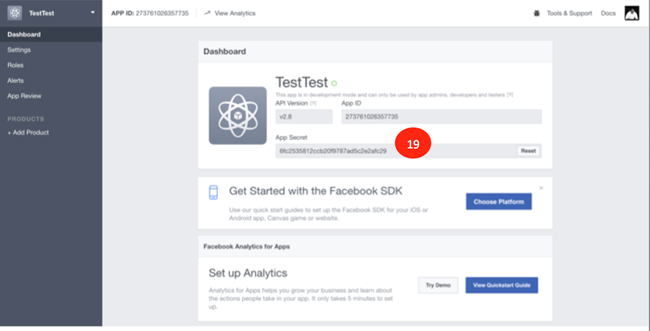 TestTest
APP ID: 273761026357735
View Analytics
Tools & Support
Docs
Dashboard
Settings
Roles
Alerts
App Review
PRODUCTS
+ Add Product
Dashboard
TestTest
This app is in development mode and can only be used by app admins, developers and testers [?]
API Version [?]
App ID
v2.8
273761026357735
App Secret
6fc2535812ccb20f9787ad5c2e2afc29
19
Reset
Get Started with the Facebook SDK
Use our quick start guides to set up the Facebook SDK for your iOS or
Android app, Canvas game or website.
Choose Platform
Facebook Analytics for Apps
Set up Analytics
Analytics for Apps helps you grow your business and learn about
the actions people take in your app. It only takes 5 minutes to set
up.
Try Demo
View Quickstart Guide